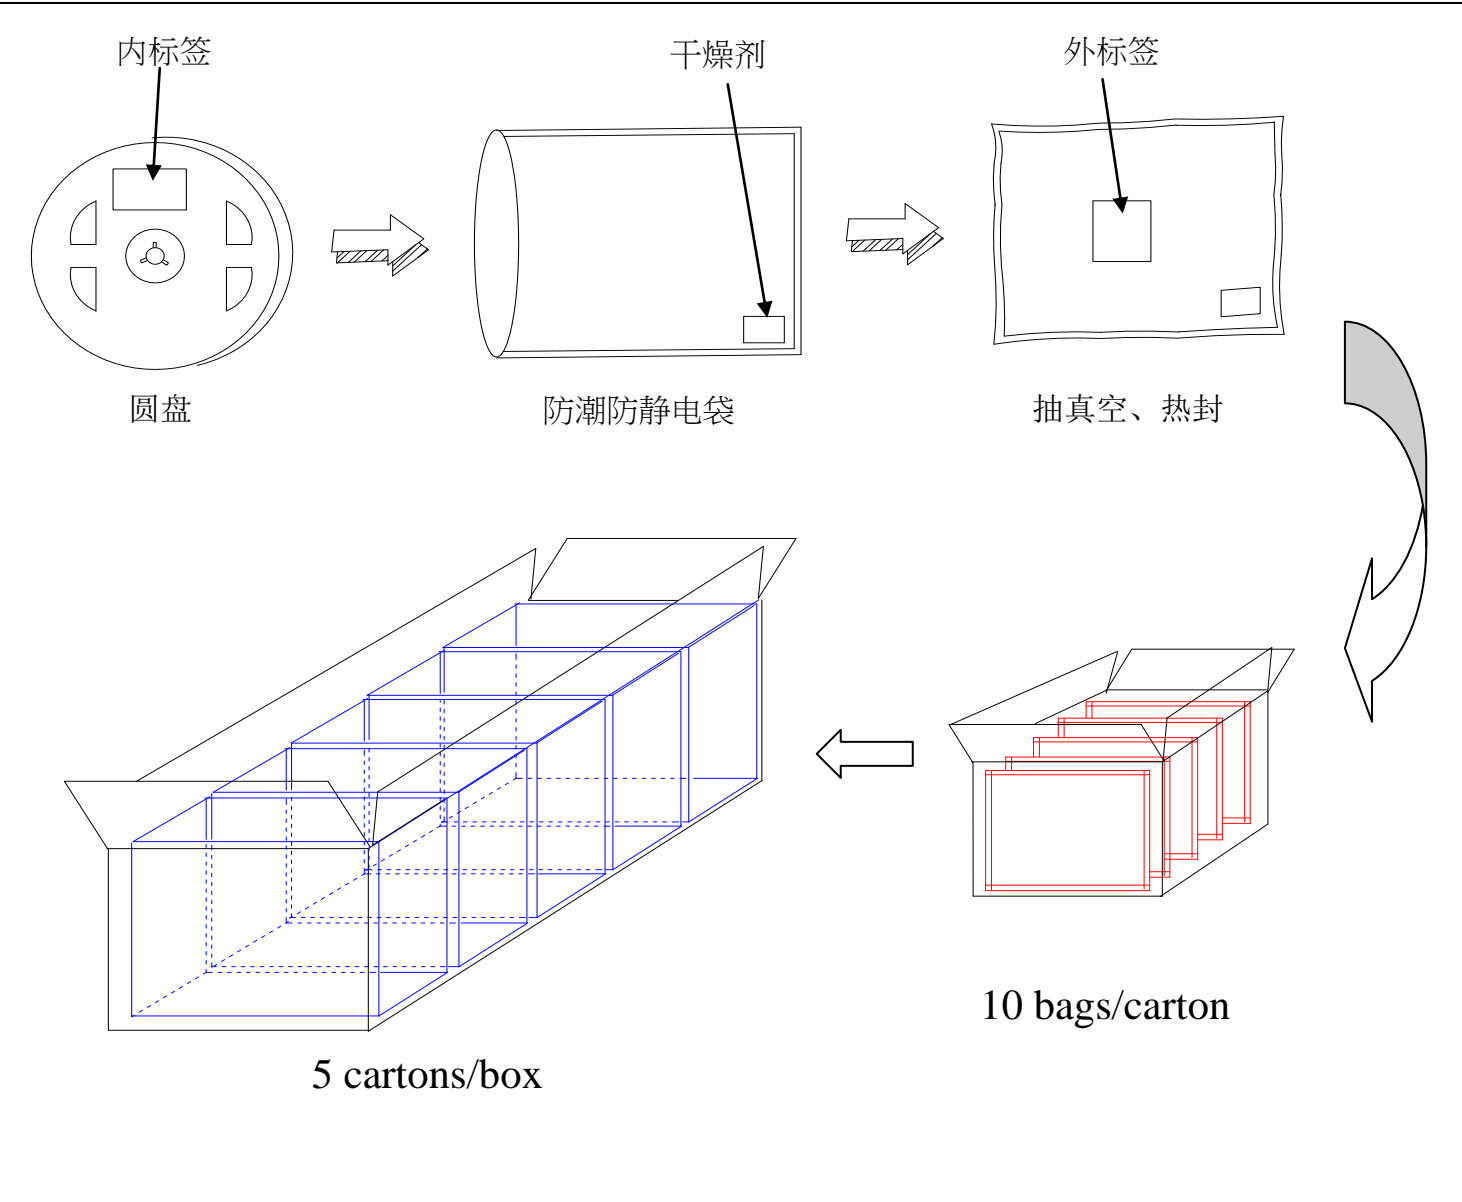 内标签
干燥剂
外标签
圆盘
防潮防静电袋
抽真空、热封
10 bags/carton
5 cartons/box